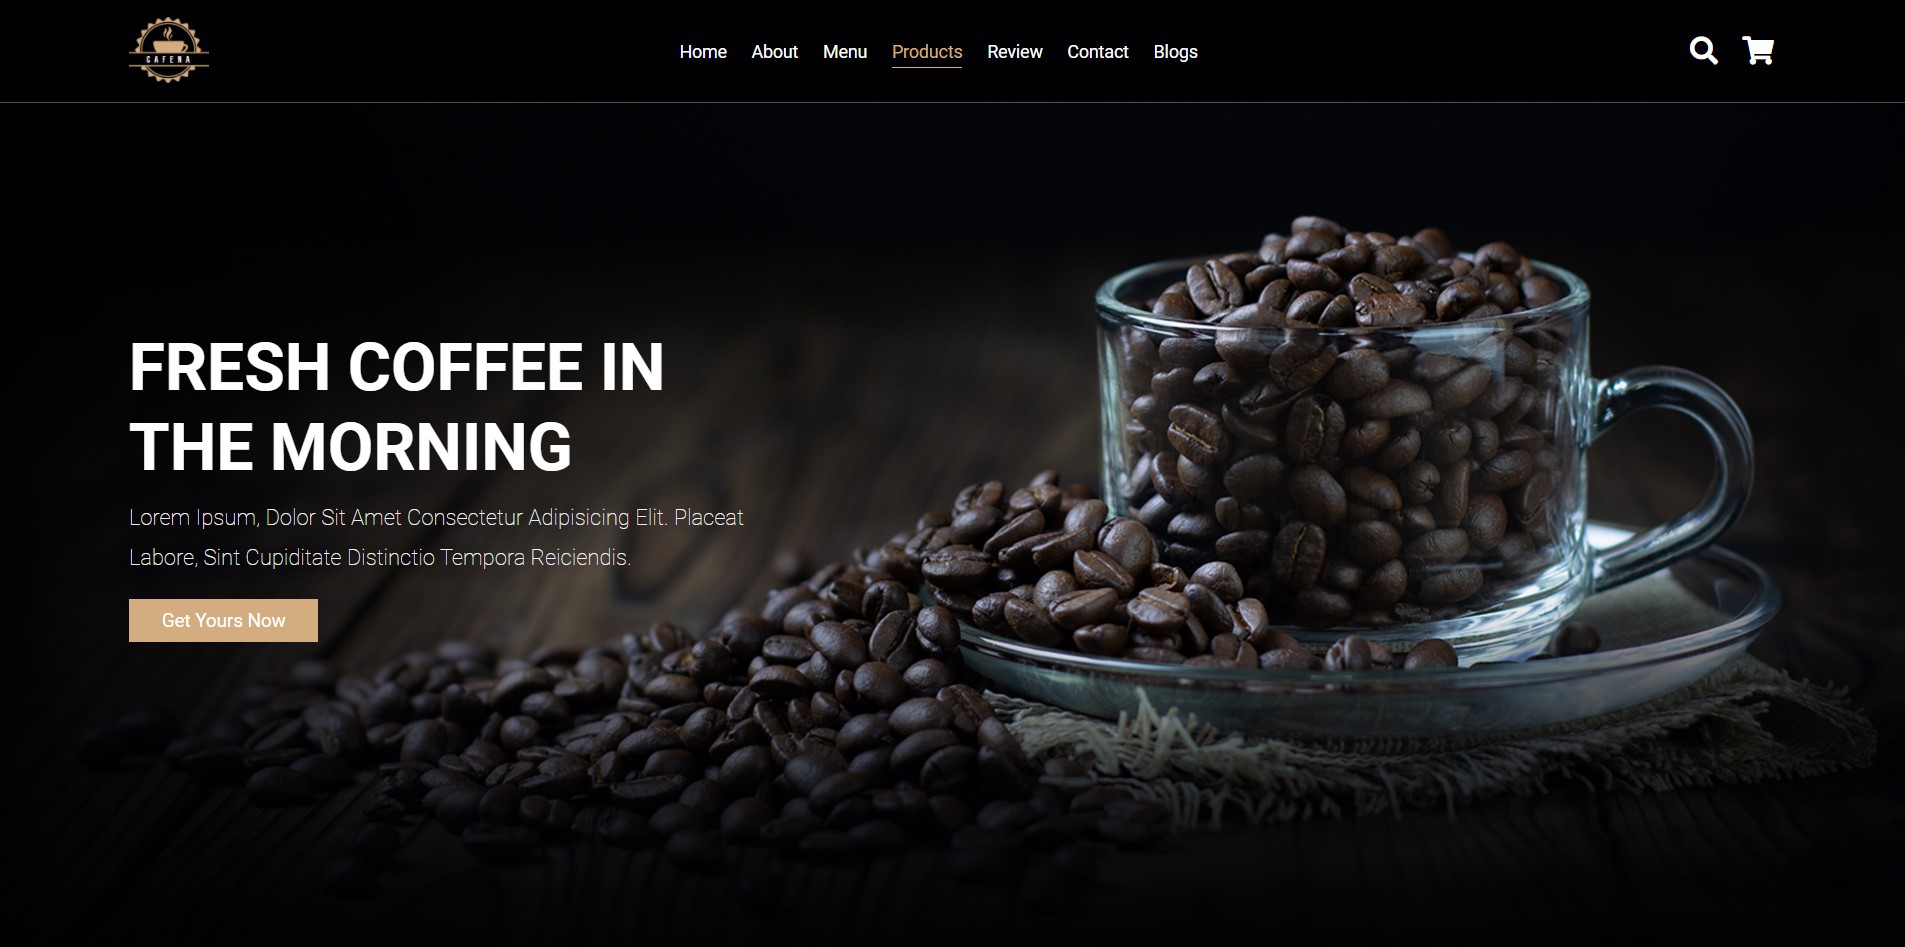 CAFENA
Home About Menu Products Review Contact Blogs
FRESH COFFEE IN
THE MORNING
Lorem Ipsum, Dolor Sit Amet Consectetur Adipisicing Elit. Placeat
Labore, Sint Cupiditate Distinctio Tempora Reiciendis.
Get Yours Now